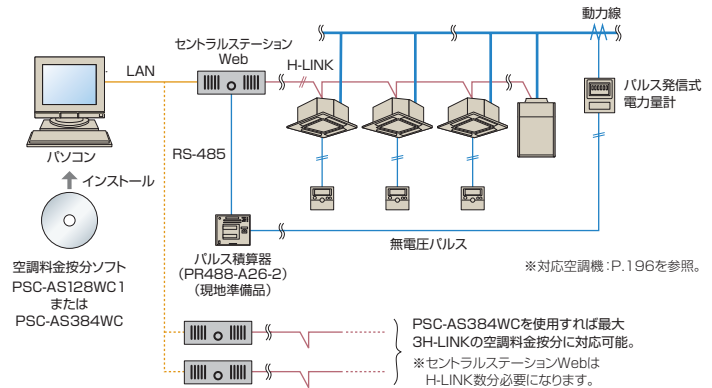 動力線
セントラルステーション
Web
LAN
H-LINK
パルス発信式
電力量計
パソコン
RS-485
インストール
パルス積算器
(PR488-A26-2)
(現地準備品)
無電圧パルス
※対応空調機:P.196を参照。
空調料金按分ソフト
PSC-AS128WC1
または
PSC-AS384WC
PSC-AS384WCを使用すれば最大
3H-LINKの空調料金按分に対応可能。
※セントラルステーションWebは
H-LINK数分必要になります。